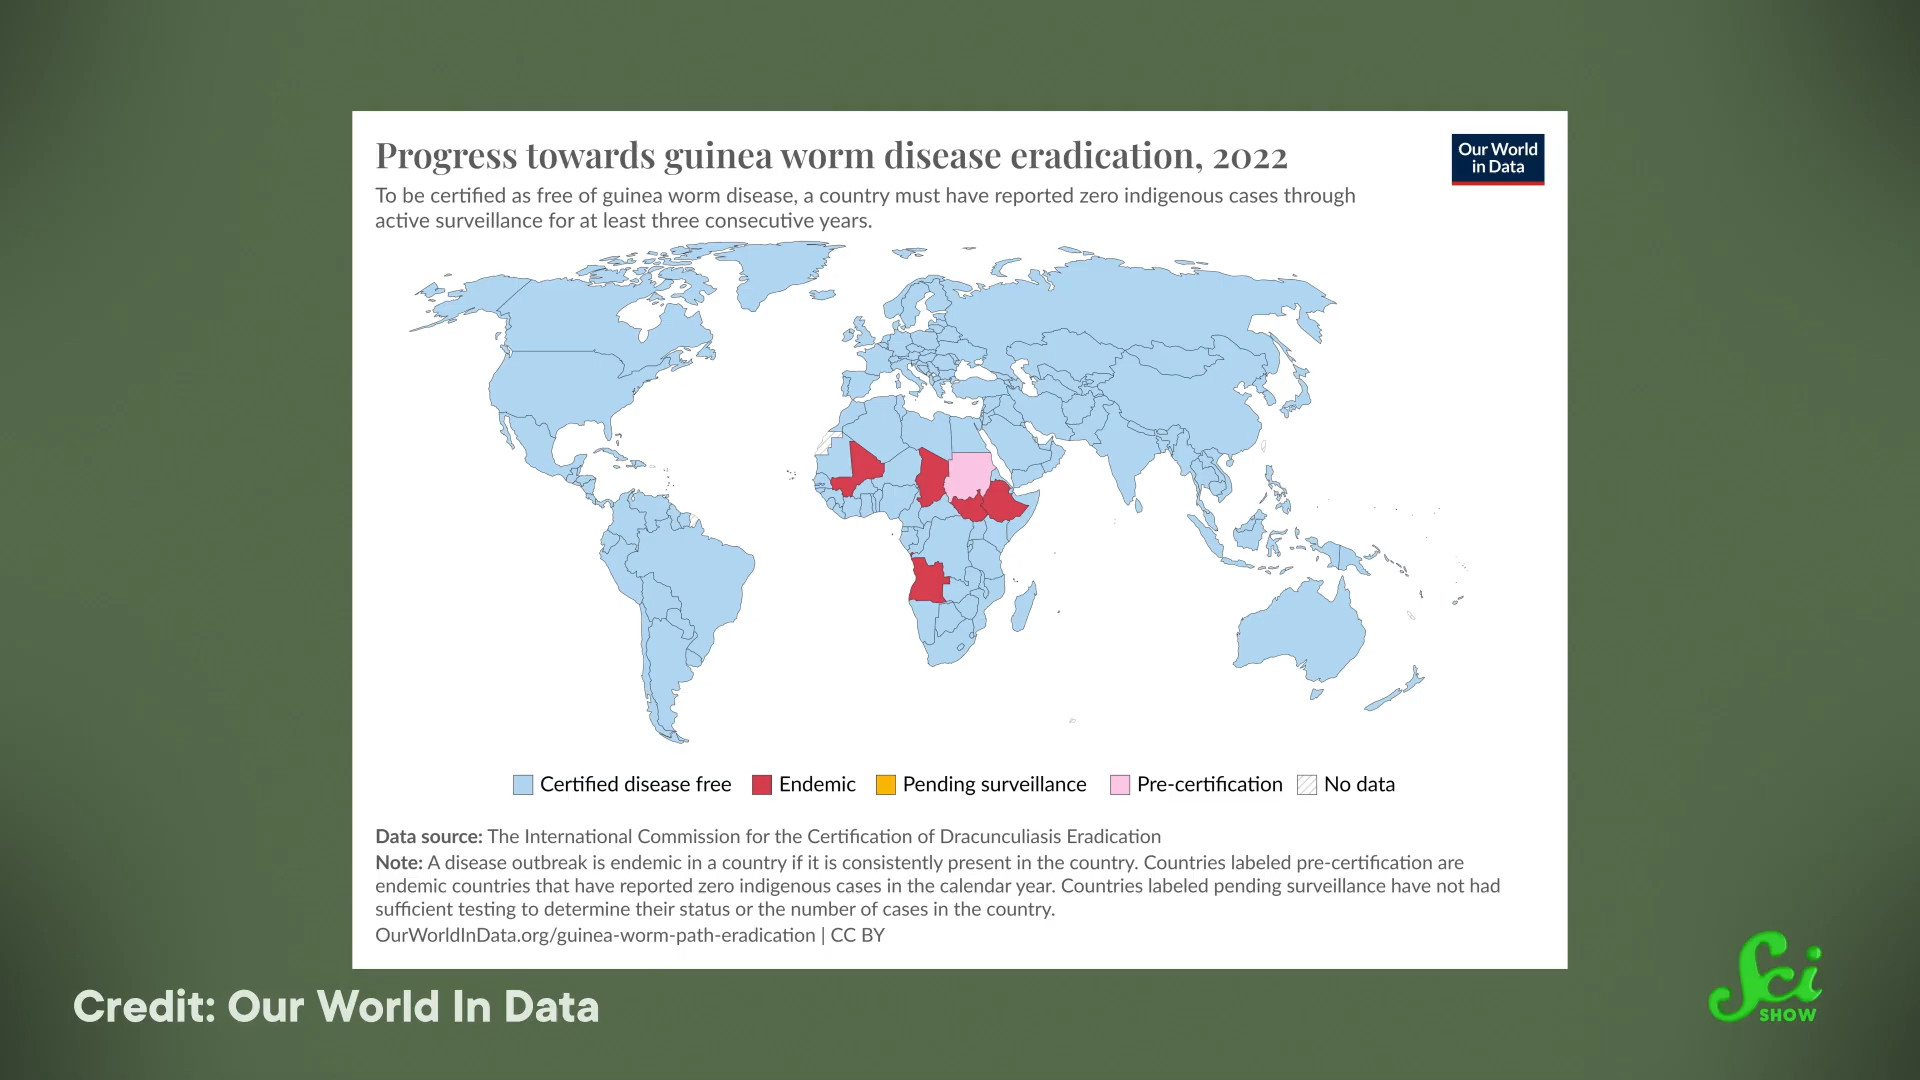 Progress towards guinea worm disease eradication, 2022
Our World
in Data
To be certified as free of guinea worm disease, a country must have reported zero indigenous cases through
active surveillance for at least three consecutive years.
Certified disease free
Endemic
Pending surveillance
Pre-certification
No data
Data source: The International Commission for the Certification of Dracunculiasis Eradication
Note: A disease outbreak is endemic in a country if it is consistently present in the country. Countries labeled pre-certification are
endemic countries that have reported zero indigenous cases in the calendar year. Countries labeled pending surveillance have not had
sufficient testing to determine their status or the number of cases in the country.
OurWorldInData.org/guinea-worm-path-eradication | CC BY
Credit: Our World In Data
Sci
SHOW